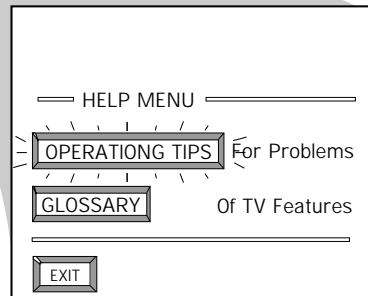 HELP MENU
OPERATIONG TIPS For Problems
GLOSSARY Of TV Features
EXIT